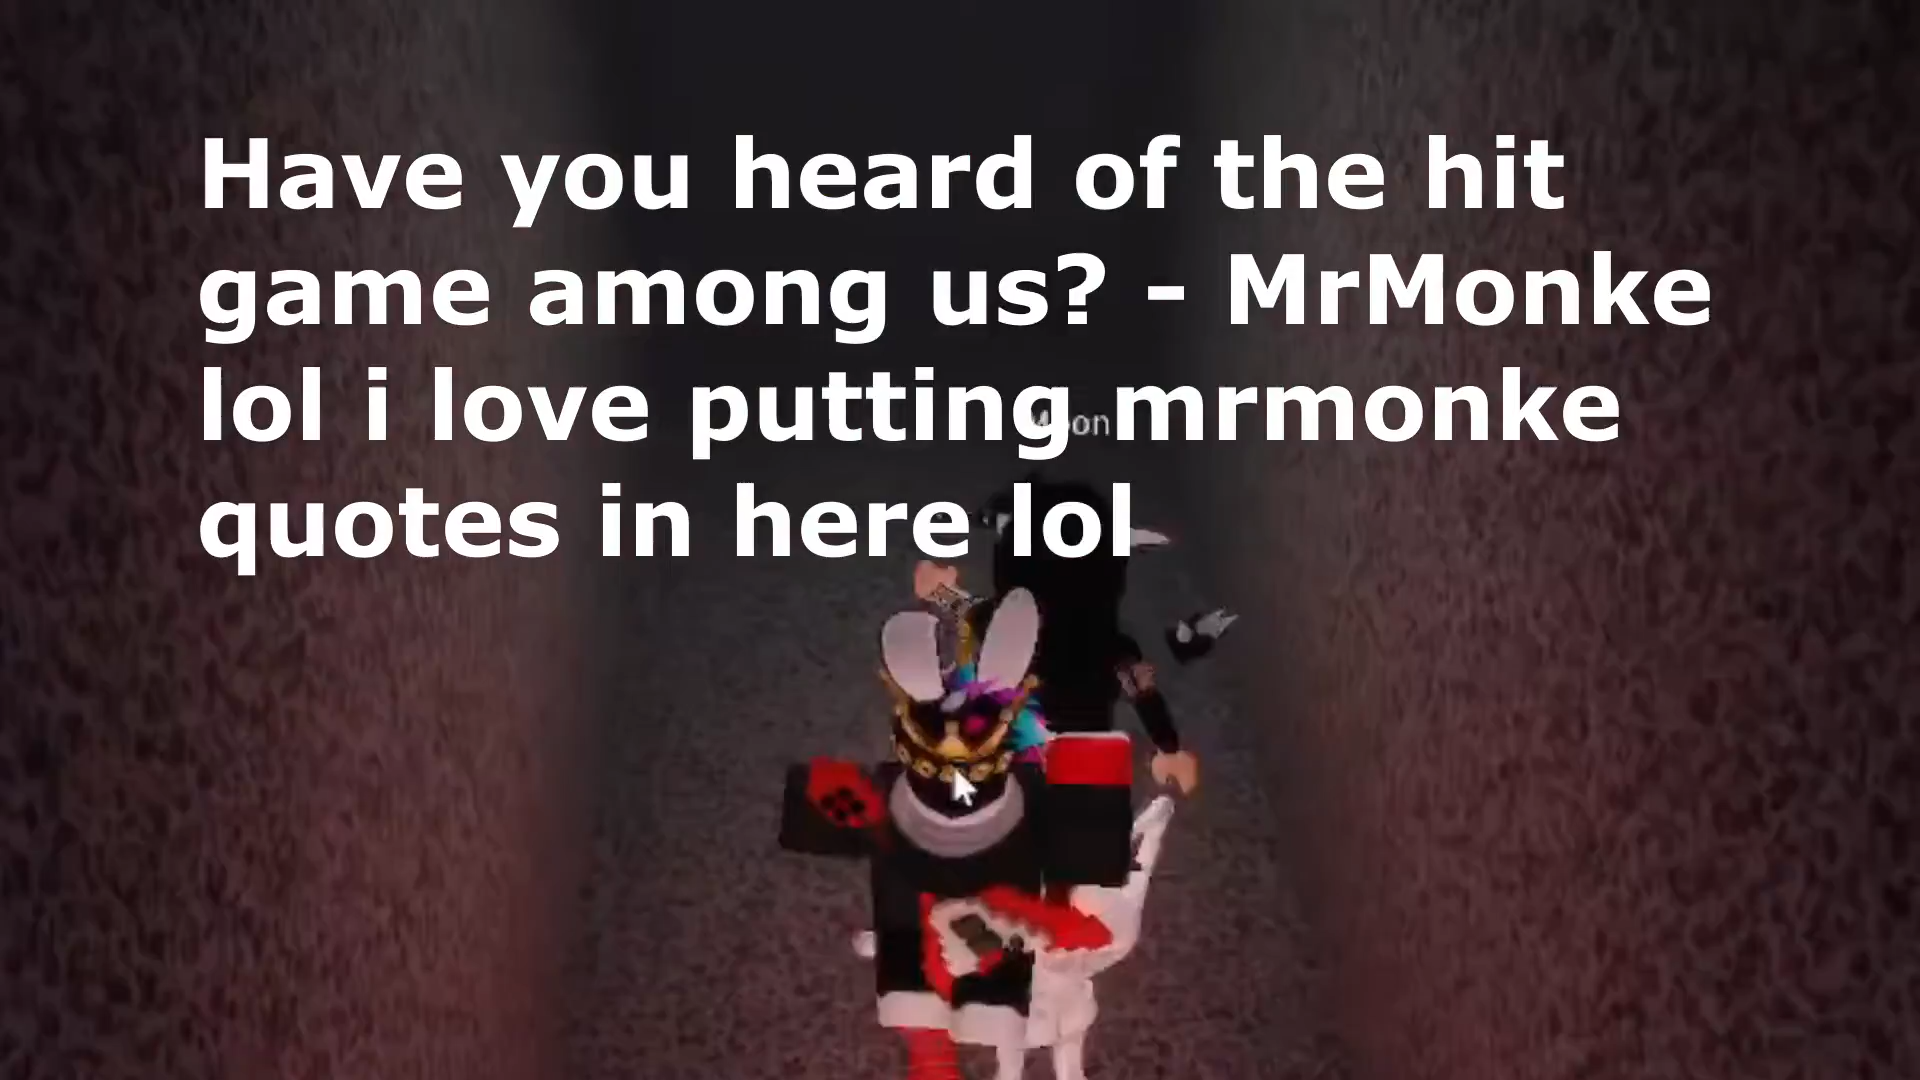 Have you heard of the hit
game among us? - MrMonke
lol i love putting mrmonke
quotes in here lol